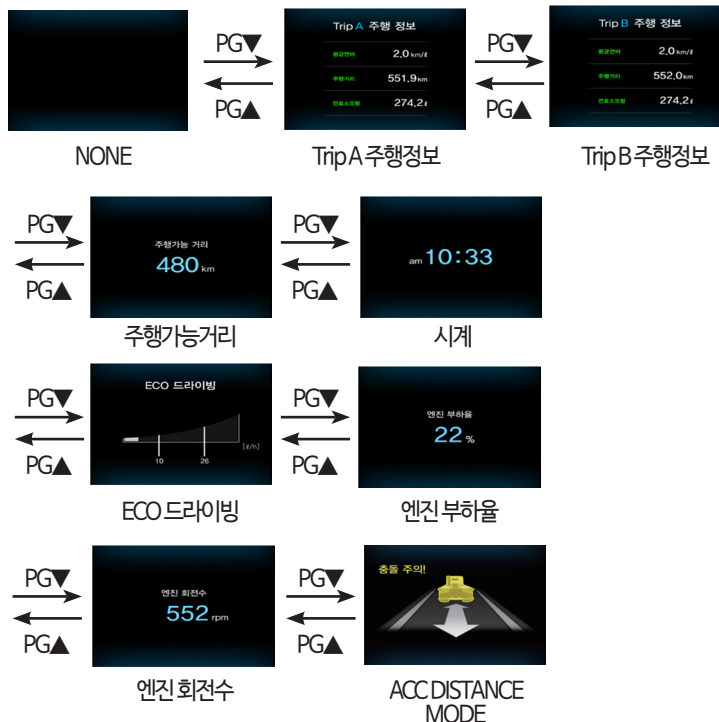 PG▼
PG▲
Trip A 주행 정보
평균연비 2.0 km/ℓ
주행거리 551.9 km
연료소모량 274.2 ℓ
PG▼
PG▲
Trip B 주행 정보
평균연비 2.0 km/ℓ
주행거리 552.0 km
연료소모량 274.2 ℓ
NONE
Trip A 주행정보
Trip B 주행정보
PG▼
PG▲
주행가능 거리
480 km
PG▼
PG▲
am 10:33
주행가능거리
시계
PG▼
PG▲
ECO 드라이빙
[ℓ/h]
10 26
PG▼
PG▲
엔진 부하율
22 %
ECO 드라이빙
엔진 부하율
PG▼
PG▲
엔진 회전수
552 rpm
PG▼
PG▲
충돌 주의!
엔진 회전수
ACC DISTANCE
MODE